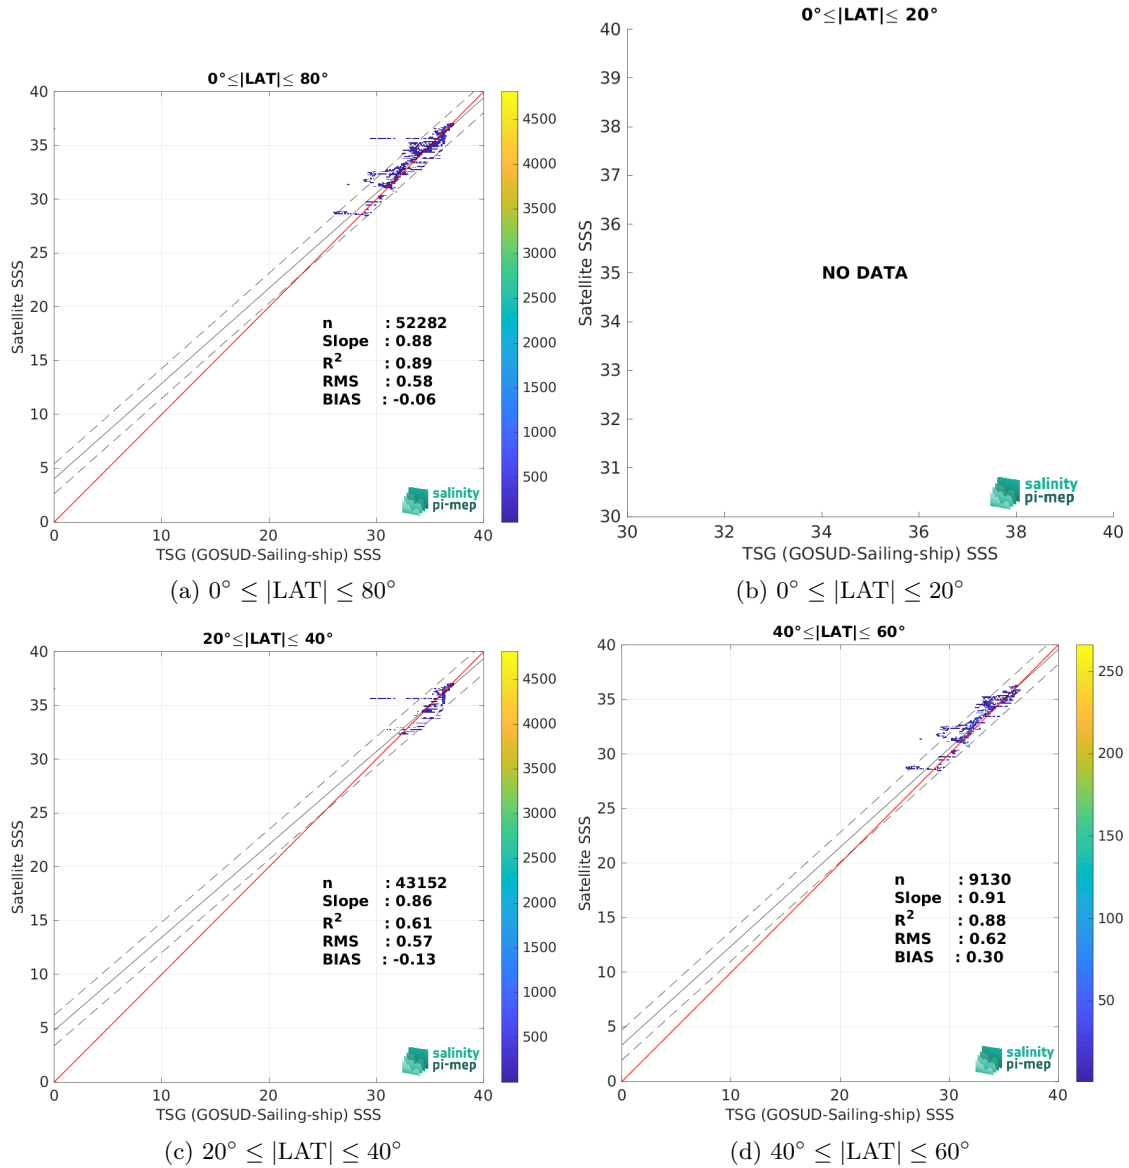 0°≤|LAT|≤ 80°
40
35
30
25
20
15
10
5
0
Satellite SSS
n : 52282
Slope : 0.88
R² : 0.89
RMS : 0.58
BIAS : -0.06
salinity
pi-mep
0 10 20 30 40
TSG (GOSUD-Sailing-ship) SSS
4500
4000
3500
3000
2500
2000
1500
1000
500
(a) 0° ≤ |LAT| ≤ 80°
0°≤|LAT|≤ 20°
40
39
38
37
36
35
34
33
32
31
30
Satellite SSS
NO DATA
salinity
pi-mep
30 32 34 36 38 40
TSG (GOSUD-Sailing-ship) SSS
(b) 0° ≤ |LAT| ≤ 20°
20°≤|LAT|≤ 40°
40
35
30
25
20
15
10
5
0
Satellite SSS
n : 43152
Slope : 0.86
R² : 0.61
RMS : 0.57
BIAS : -0.13
salinity
pi-mep
0 10 20 30 40
TSG (GOSUD-Sailing-ship) SSS
4500
4000
3500
3000
2500
2000
1500
1000
500
(c) 20° ≤ |LAT| ≤ 40°
40°≤|LAT|≤ 60°
40
35
30
25
20
15
10
5
0
Satellite SSS
n : 9130
Slope : 0.91
R² : 0.88
RMS : 0.62
BIAS : 0.30
salinity
pi-mep
0 10 20 30 40
TSG (GOSUD-Sailing-ship) SSS
250
200
150
100
50
(d) 40° ≤ |LAT| ≤ 60°